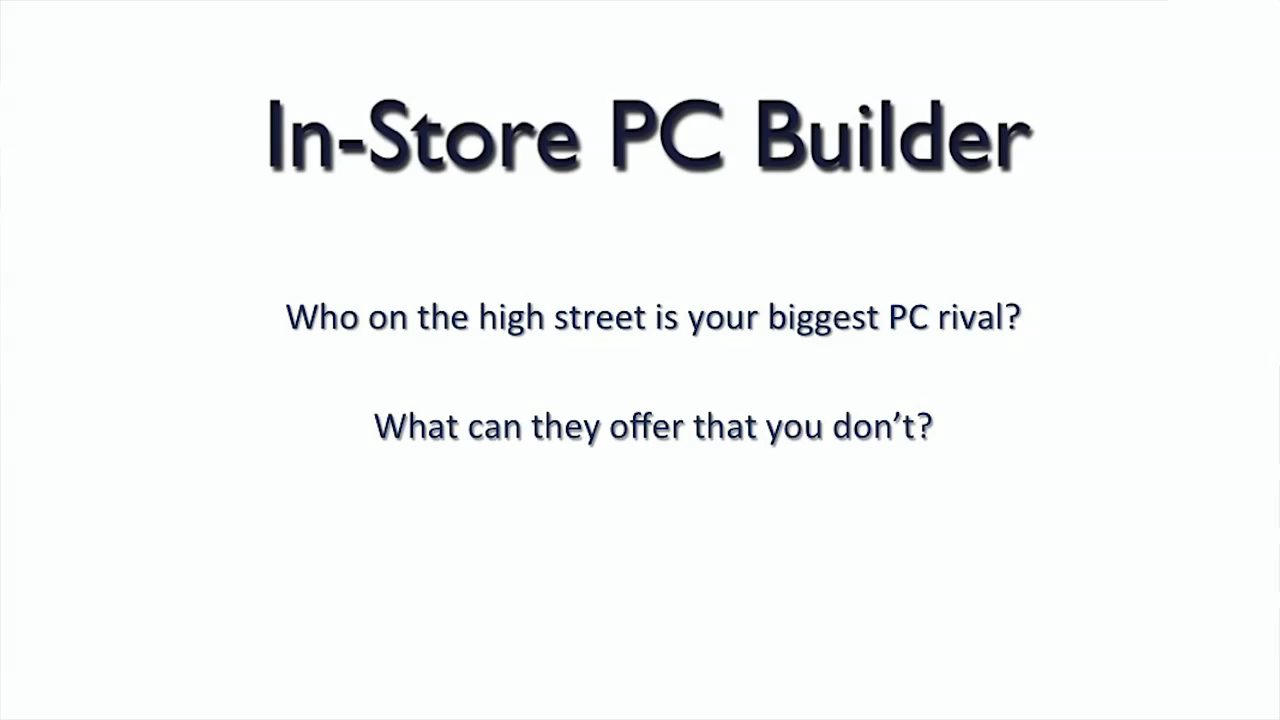 In-Store PC Builder
Who on the high street is your biggest PC rival?
What can they offer that you don’t?